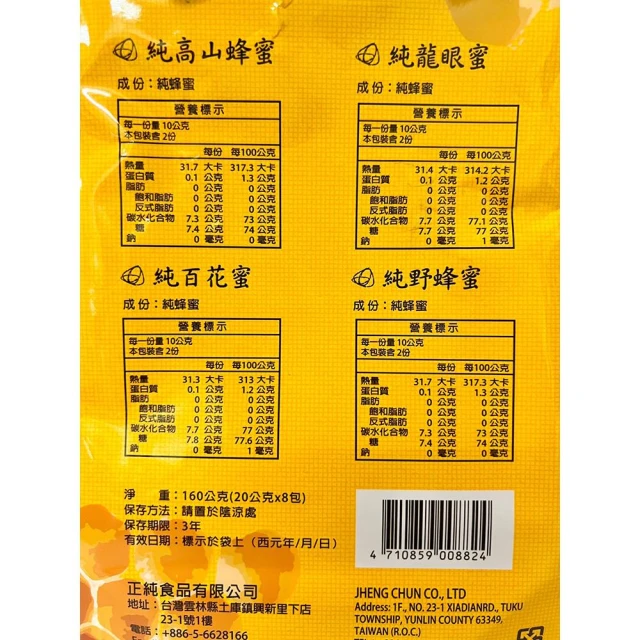 純高山蜂蜜
成份：純蜂蜜
營養標示
每一份量 10公克
本包裝含 2份
每份 每100公克
熱量 31.7 大卡 317.3 大卡
蛋白質 0.1 公克 1.3 公克
脂肪 0 公克 0 公克
飽和脂肪 0 公克 0 公克
反式脂肪 0 公克 0 公克
碳水化合物 7.3 公克 73 公克
糖 7.4 公克 74 公克
鈉 0 毫克 0 毫克
純龍眼蜜
成份：純蜂蜜
營養標示
每一份量 10公克
本包裝含 2份
每份 每100公克
熱量 31.4 大卡 314.2 大卡
蛋白質 0.1 公克 1.2 公克
脂肪 0 公克 0 公克
飽和脂肪 0 公克 0 公克
反式脂肪 0 公克 0 公克
碳水化合物 7.7 公克 77.1 公克
糖 7.7 公克 77 公克
鈉 0 毫克 1 毫克
純百花蜜
成份：純蜂蜜
營養標示
每一份量 10公克
本包裝含 2份
每份 每100公克
熱量 31.3 大卡 313 大卡
蛋白質 0.1 公克 1.2 公克
脂肪 0 公克 0 公克
飽和脂肪 0 公克 0 公克
反式脂肪 0 公克 0 公克
碳水化合物 7.7 公克 77 公克
糖 7.8 公克 77.6 公克
鈉 0 毫克 1 毫克
純野蜂蜜
成份：純蜂蜜
營養標示
每一份量 10公克
本包裝含 2份
每份 每100公克
熱量 31.7 大卡 317.3 大卡
蛋白質 0.1 公克 1.3 公克
脂肪 0 公克 0 公克
飽和脂肪 0 公克 0 公克
反式脂肪 0 公克 0 公克
碳水化合物 7.3 公克 73 公克
糖 7.4 公克 74 公克
鈉 0 毫克 0 毫克
淨 重：160公克(20公克x8包)
保存方法：請置於陰涼處
保存期限：3年
有效日期：標示於袋上（西元年/月/日）
4 710859 008824
正純食品有限公司
地址：台灣雲林縣土庫鎮興新里下店
23-1號1樓
電話：+886-5-6628166
JHENG CHUN CO., LTD
Address: 1F., NO. 23-1 XIADIANRD., TUKU
TOWNSHIP, YUNLIN COUNTY 63349,
TAIWAN (R.O.C.)